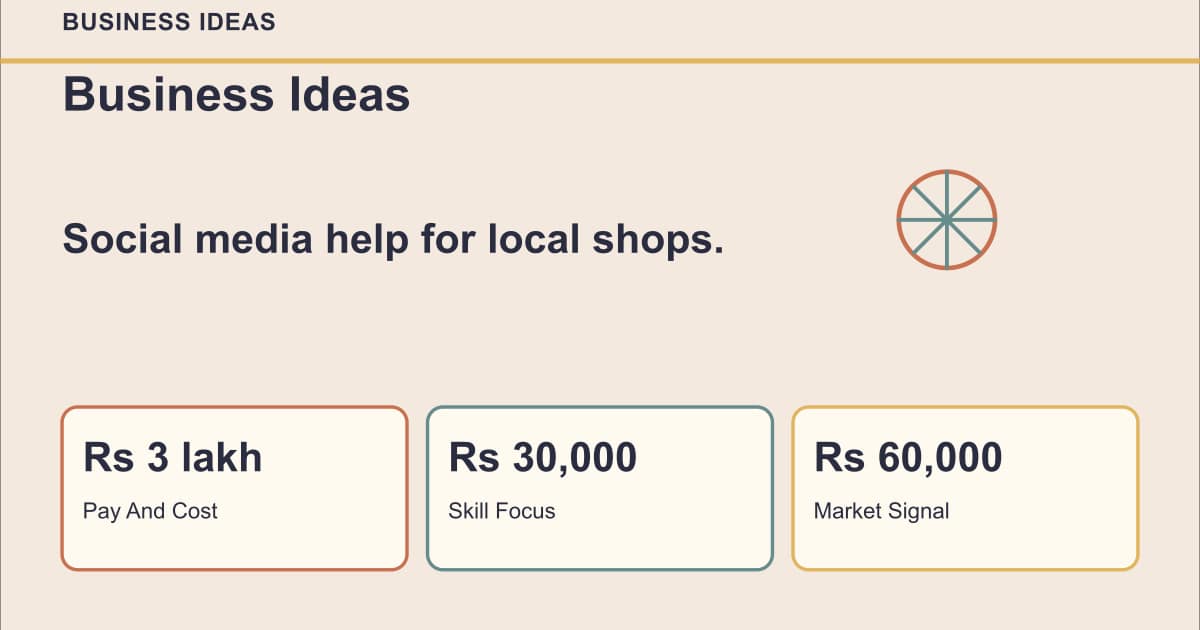 BUSINESS IDEAS
Business Ideas
Social media help for local shops.
Rs 3 lakh
Pay And Cost
Rs 30,000
Skill Focus
Rs 60,000
Market Signal